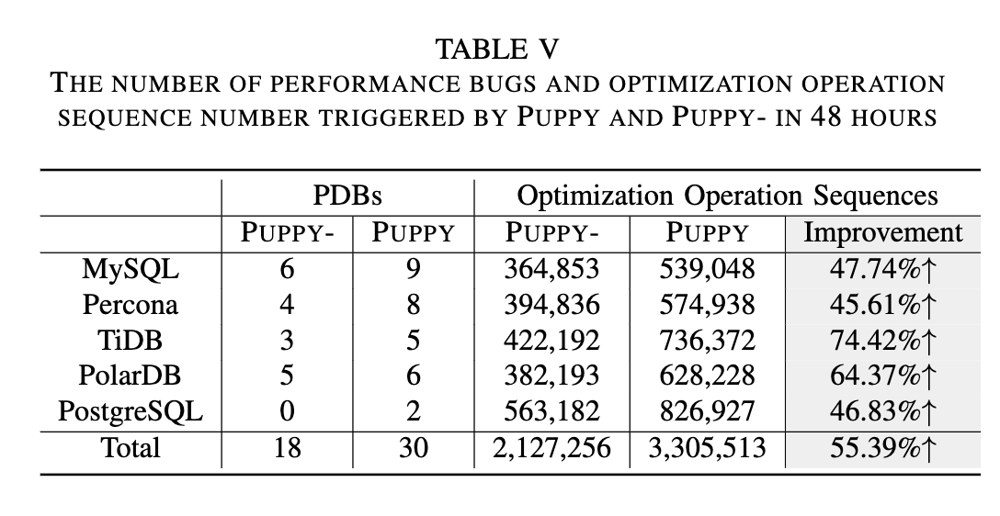 TABLE V
THE NUMBER OF PERFORMANCE BUGS AND OPTIMIZATION OPERATION
SEQUENCE NUMBER TRIGGERED BY PUPPY AND PUPPY- IN 48 HOURS
PDBs Optimization Operation Sequences
PUPPY- PUPPY PUPPY- PUPPY Improvement
MySQL 6 9 364,853 539,048 47.74%↑
Percona 4 8 394,836 574,938 45.61%↑
TiDB 3 5 422,192 736,372 74.42%↑
PolarDB 5 6 382,193 628,228 64.37%↑
PostgreSQL 0 2 563,182 826,927 46.83%↑
Total 18 30 2,127,256 3,305,513 55.39%↑